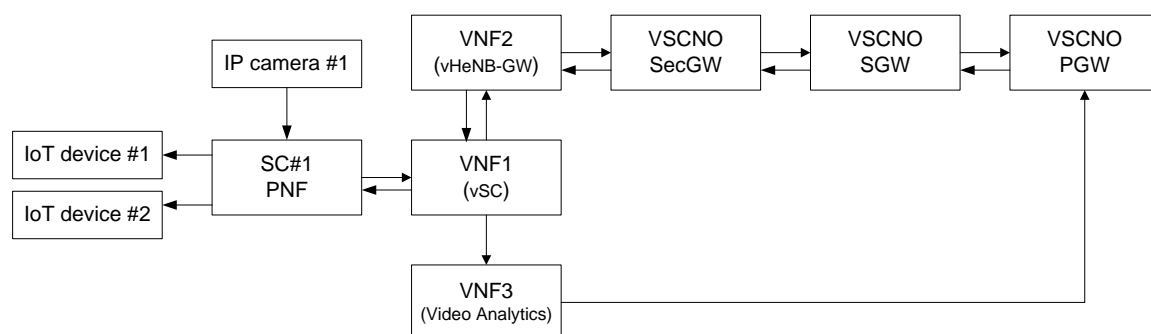 VNF2
(vHeNB-GW)
VSCNO
SecGW
VSCNO
SGW
VSCNO
PGW
IP camera #1
IoT device #1
IoT device #2
SC#1
PNF
VNF1
(vSC)
VNF3
(Video Analytics)